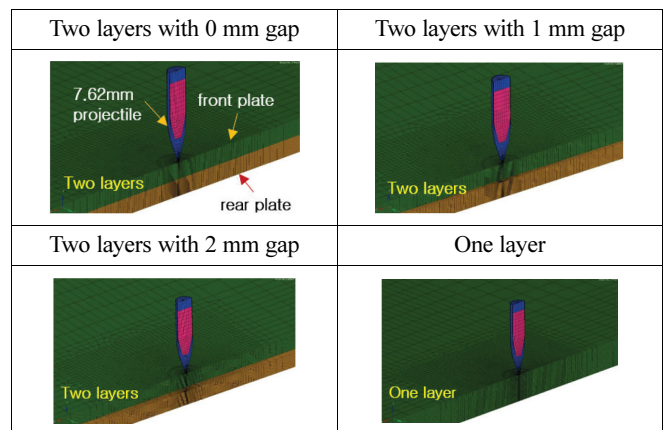 Two layers with 0 mm gap
Two layers with 1 mm gap
7.62mm
projectile
front plate
Two layers
rear plate
Two layers
Two layers with 2 mm gap
One layer
Two layers
One layer